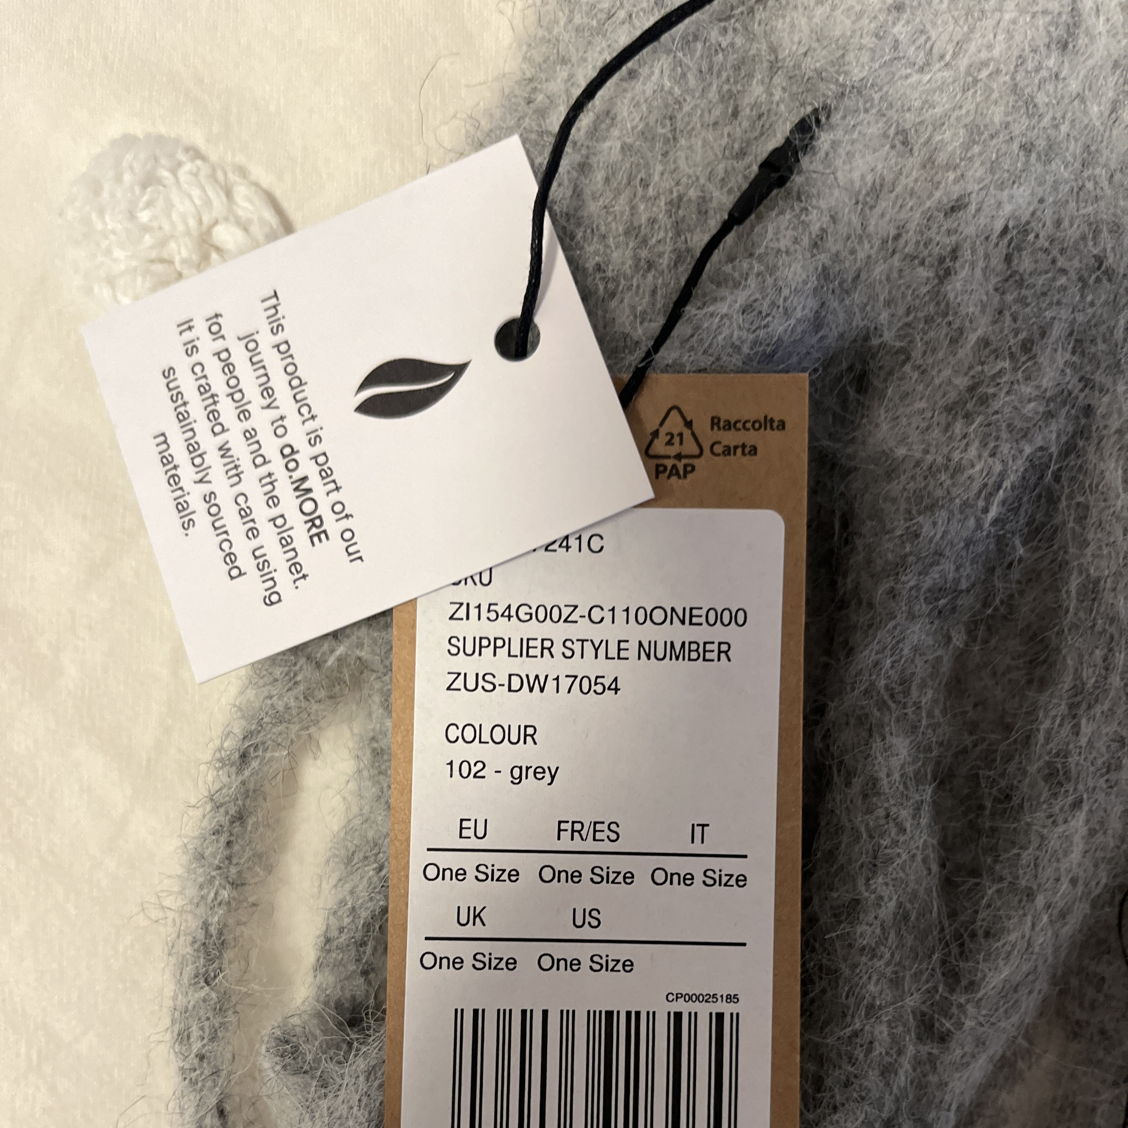 This product is part of our
journey to do.MORE
for people and the planet.
It is crafted with care using
sustainably sourced
materials.
21
PAP
Raccolta
Carta
241C
SKU
ZI154G00Z-C110ONE000
SUPPLIER STYLE NUMBER
ZUS-DW17054
COLOUR
102 - grey
EU FR/ES IT
One Size One Size One Size
UK US
One Size One Size
CP00025185